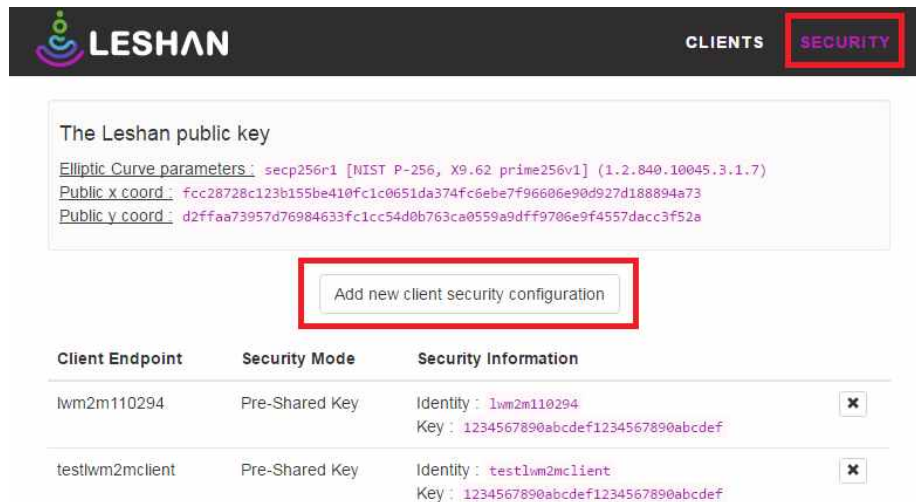 LESHΛN
CLIENTS
SECURITY
The Leshan public key
Elliptic Curve parameters : secp256r1 [NIST P-256, X9.62 prime256v1] (1.2.840.10045.3.1.7)
Public x coord : fcc28728c123b155be410fc1c0651da374fc6ebe7f96606e90d927d188894a73
Public y coord : d2ffaa73957d76984633fc1cc54d0b763ca0559a9dff9706e9f4557dacc3f52a
Add new client security configuration
Client Endpoint Security Mode Security Information
lwm2m110294 Pre-Shared Key Identity : lwm2m110294
Key : 1234567890abcdef1234567890abcdef
testlwm2mclient Pre-Shared Key Identity : testlwm2mclient
Key : 1234567890abcdef1234567890abcdef